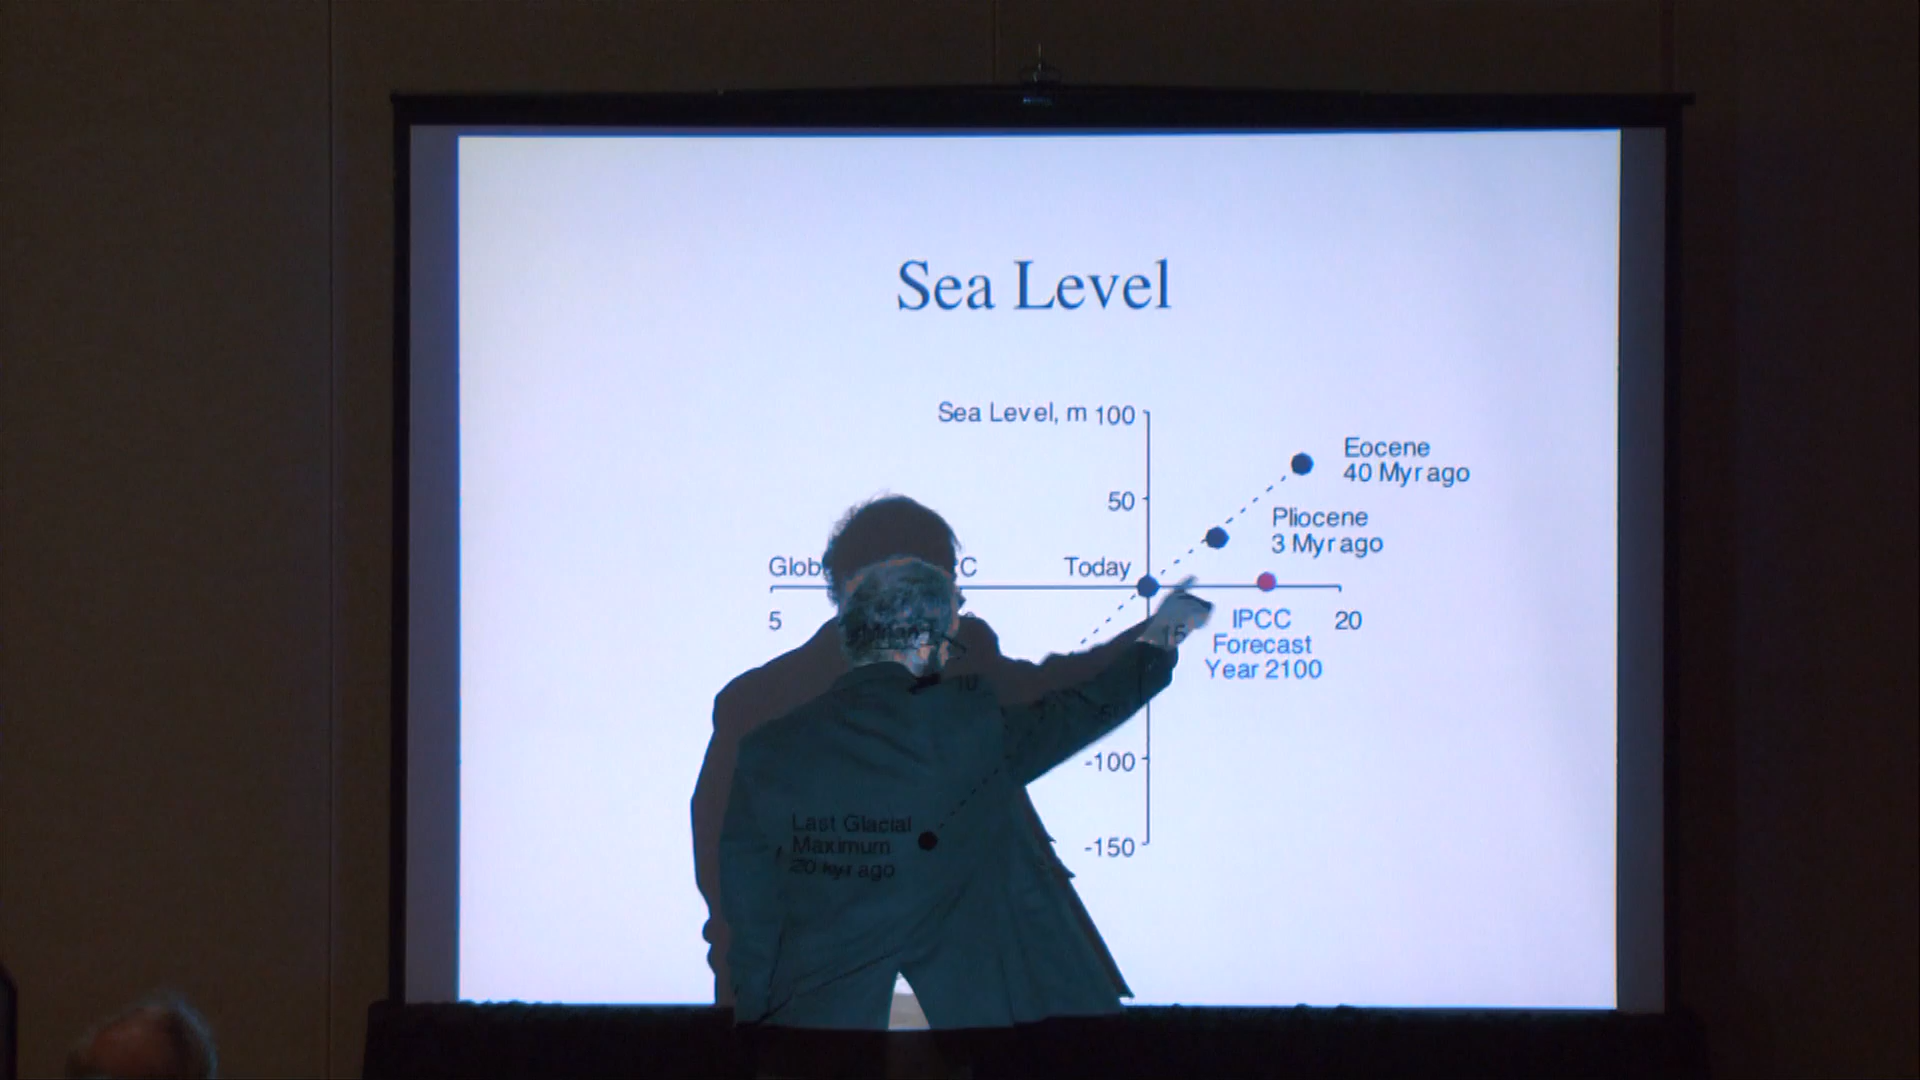 Sea Level
Sea Level, m 100
50
Eocene
40 Myr ago
Pliocene
3 Myr ago
C
Today
5
15
20
IPCC
Forecast
Year 2100
10
-50
-100
-150
Last Glacial
Maximum
20 kyr ago